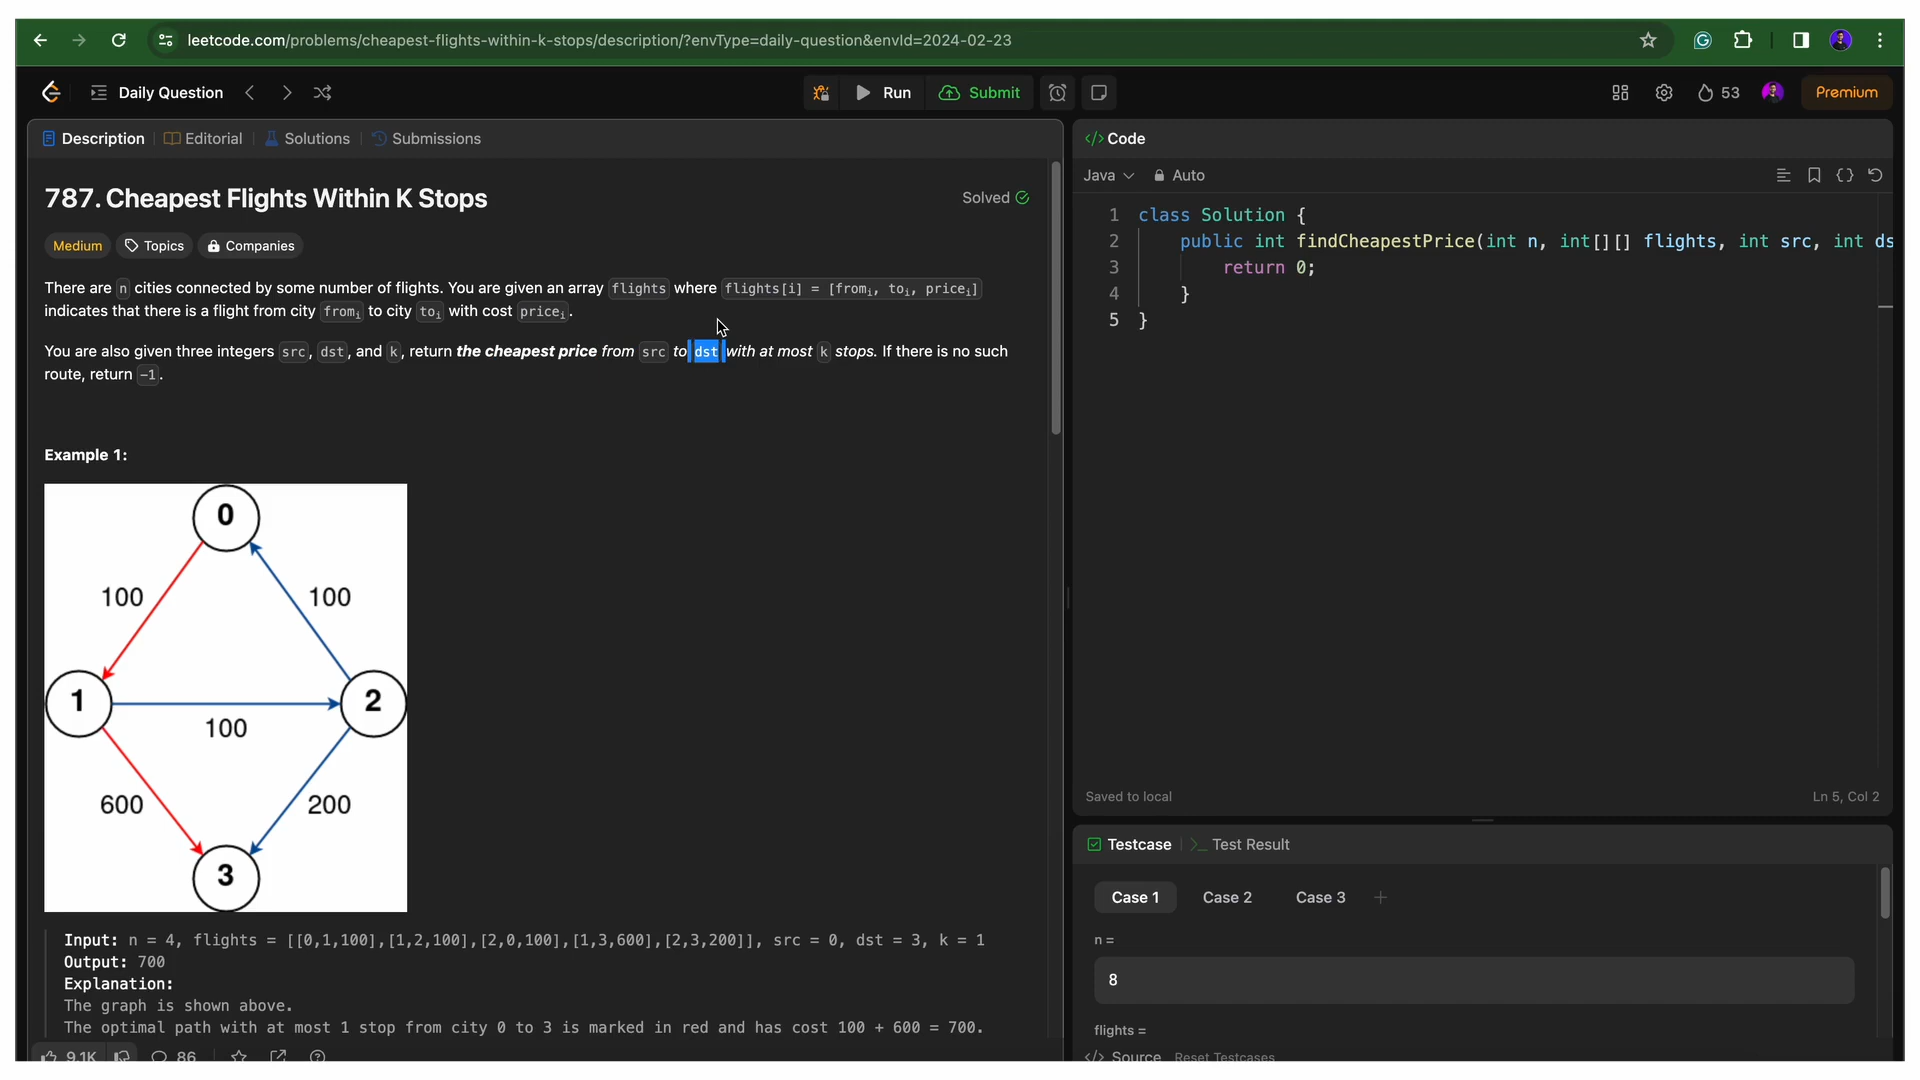 leetcode.com/problems/cheapest-flights-within-k-stops/description/?envType=daily-question&envId=2024-02-23
Daily Question
Run
Submit
53
Premium
Description
Editorial
Solutions
Submissions
787. Cheapest Flights Within K Stops
Solved
Medium
Topics
Companies
There are n cities connected by some number of flights. You are given an array flights where flights[i] = [fromi, toi, pricei]
indicates that there is a flight from city fromi to city toi with cost pricei.
You are also given three integers src, dst, and k, return the cheapest price from src to dst with at most k stops. If there is no such
route, return -1.
Example 1:
0
100
100
1
2
100
600
200
3
Input: n = 4, flights = [[0,1,100],[1,2,100],[2,0,100],[1,3,600],[2,3,200]], src = 0, dst = 3, k = 1
Output: 700
Explanation:
The graph is shown above.
The optimal path with at most 1 stop from city 0 to 3 is marked in red and has cost 100 + 600 = 700.
9.1K
86
</> Code
Java
Auto
1 class Solution {
2 public int findCheapestPrice(int n, int[][] flights, int src, int ds
3 return 0;
4 }
5 }
Saved to local
Ln 5, Col 2
Testcase
Test Result
Case 1
Case 2
Case 3
+
n =
8
flights =
</> Source
Reset Testcases